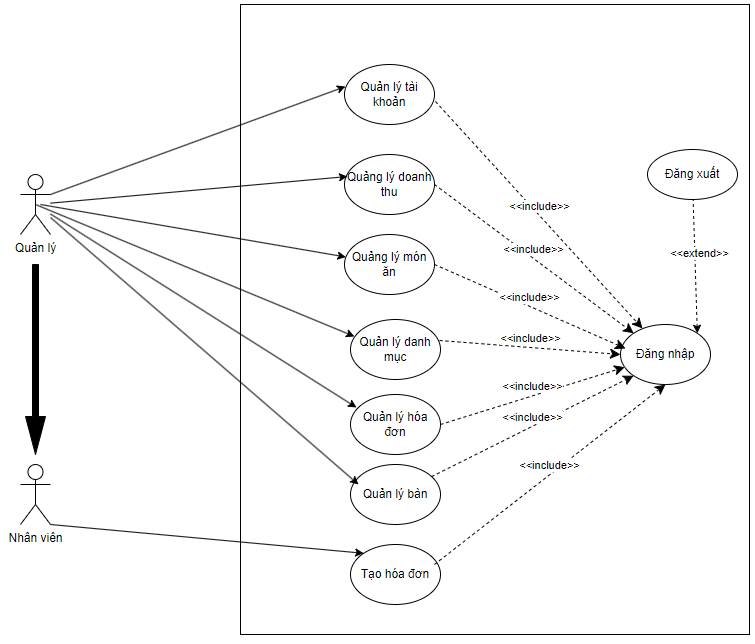 Quản lý tài
khoản
Quảng lý doanh
thu
Đăng xuất
<<include>>
Quản lý
<<include>>
<<extend>>
Quảng lý món
ăn
<<include>>
Quản lý danh
mục
<<include>>
Đăng nhập
<<include>>
Quản lý hóa
đơn
<<include>>
<<include>>
Quản lý bàn
Nhân viên
Tạo hóa đơn